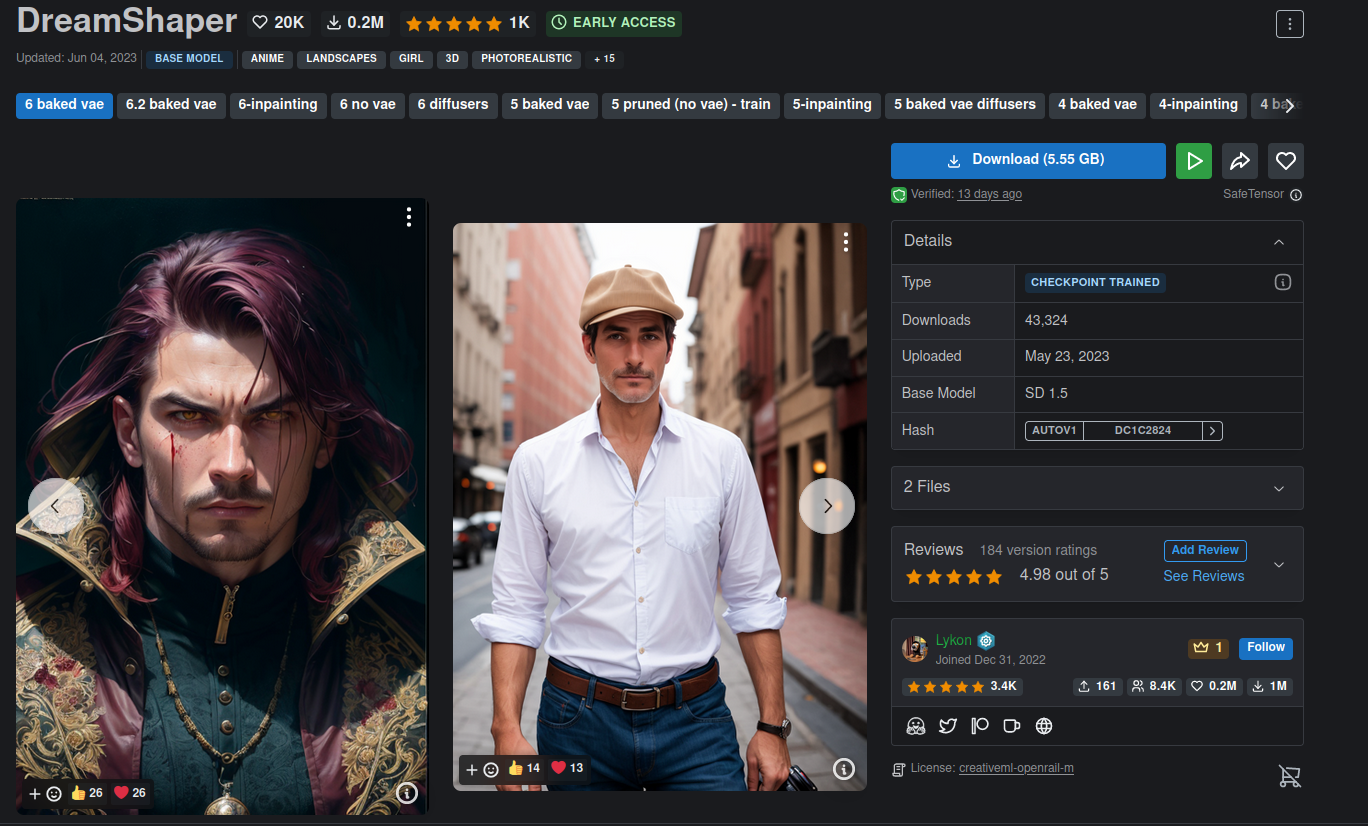 DreamShaper 20K 0.2M 1K EARLY ACCESS
Updated: Jun 04, 2023 BASE MODEL ANIME LANDSCAPES GIRL 3D PHOTOREALISTIC + 15
6 baked vae 6.2 baked vae 6-inpainting 6 no vae 6 diffusers 5 baked vae 5 pruned (no vae) - train 5-inpainting 5 baked vae diffusers 4 baked vae 4-inpainting 4 ba
Download (5.55 GB)
Verified: 13 days ago SafeTensor
Details
Type CHECKPOINT TRAINED
Downloads 43,324
Uploaded May 23, 2023
Base Model SD 1.5
Hash AUTOV1 DC1C2824
2 Files
Reviews 184 version ratings Add Review
4.98 out of 5 See Reviews
Lykon 1 Follow
Joined Dec 31, 2022
3.4K 161 8.4K 0.2M 1M
License: creativeml-openrail-m
14 13
26 26